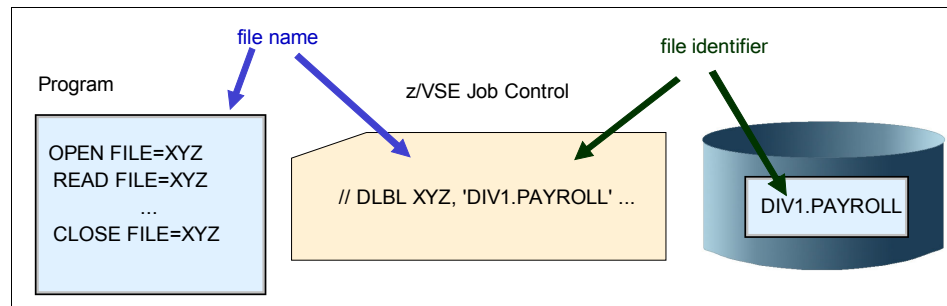 file name
file identifier
Program
z/VSE Job Control
OPEN FILE=XYZ
READ FILE=XYZ
...
CLOSE FILE=XYZ
// DLBL XYZ, 'DIV1.PAYROLL' ...
DIV1.PAYROLL